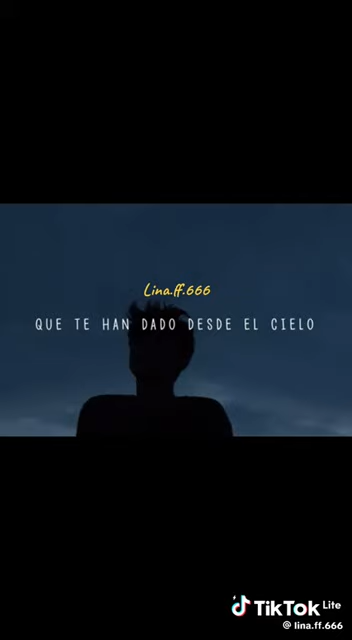 Lina.ff.666
QUE TE HAN DADO DESDE EL CIELO
TikTok Lite
@ lina.ff.666